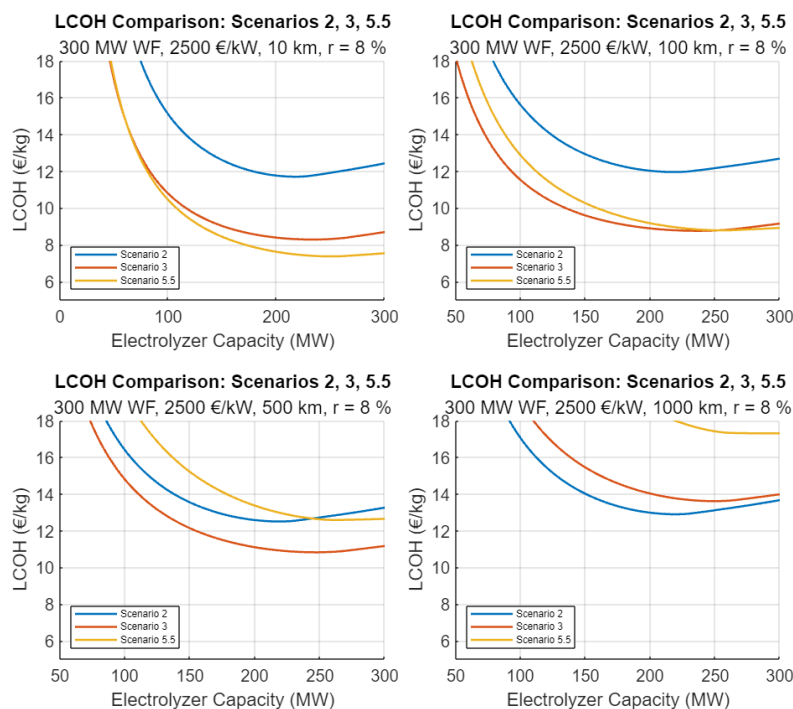 LCOH Comparison: Scenarios 2, 3, 5.5
300 MW WF, 2500 €/kW, 10 km, r = 8 %
18
16
14
12
10
8
6
LCOH (€/kg)
Scenario 2
Scenario 3
Scenario 5.5
0 100 200 300
Electrolyzer Capacity (MW)
LCOH Comparison: Scenarios 2, 3, 5.5
300 MW WF, 2500 €/kW, 100 km, r = 8 %
18
16
14
12
10
8
6
LCOH (€/kg)
Scenario 2
Scenario 3
Scenario 5.5
50 100 150 200 250 300
Electrolyzer Capacity (MW)
LCOH Comparison: Scenarios 2, 3, 5.5
300 MW WF, 2500 €/kW, 500 km, r = 8 %
18
16
14
12
10
8
6
LCOH (€/kg)
Scenario 2
Scenario 3
Scenario 5.5
50 100 150 200 250 300
Electrolyzer Capacity (MW)
LCOH Comparison: Scenarios 2, 3, 5.5
300 MW WF, 2500 €/kW, 1000 km, r = 8 %
18
16
14
12
10
8
6
LCOH (€/kg)
Scenario 2
Scenario 3
Scenario 5.5
50 100 150 200 250 300
Electrolyzer Capacity (MW)